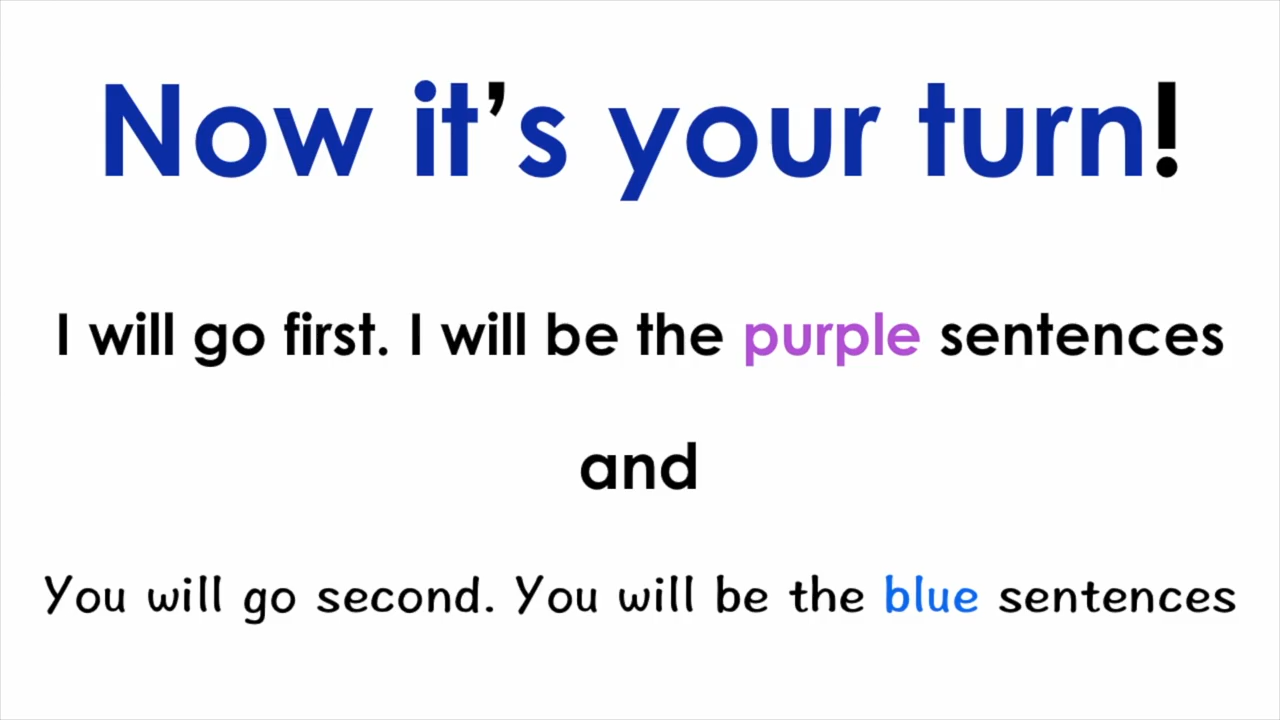 Now it’s your turn!
I will go first. I will be the purple sentences
and
You will go second. You will be the blue sentences